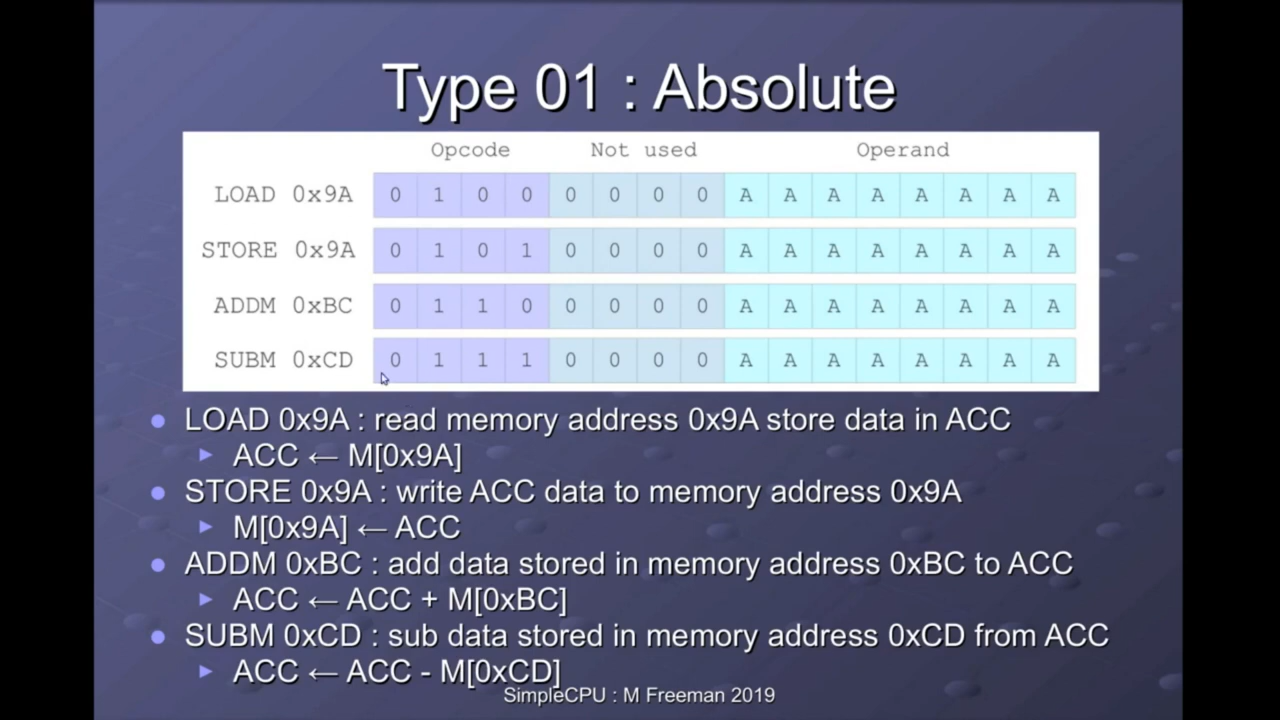 Type 01 : Absolute
Opcode Not used Operand
LOAD 0x9A 0 1 0 0 0 0 0 0 A A A A A A A A
STORE 0x9A 0 1 0 1 0 0 0 0 A A A A A A A A
ADDM 0xBC 0 1 1 0 0 0 0 0 A A A A A A A A
SUBM 0xCD 0 1 1 1 0 0 0 0 A A A A A A A A
LOAD 0x9A : read memory address 0x9A store data in ACC
ACC ← M[0x9A]
STORE 0x9A : write ACC data to memory address 0x9A
M[0x9A] ← ACC
ADDM 0xBC : add data stored in memory address 0xBC to ACC
ACC ← ACC + M[0xBC]
SUBM 0xCD : sub data stored in memory address 0xCD from ACC
ACC ← ACC - M[0xCD]
SimpleCPU : M Freeman 2019